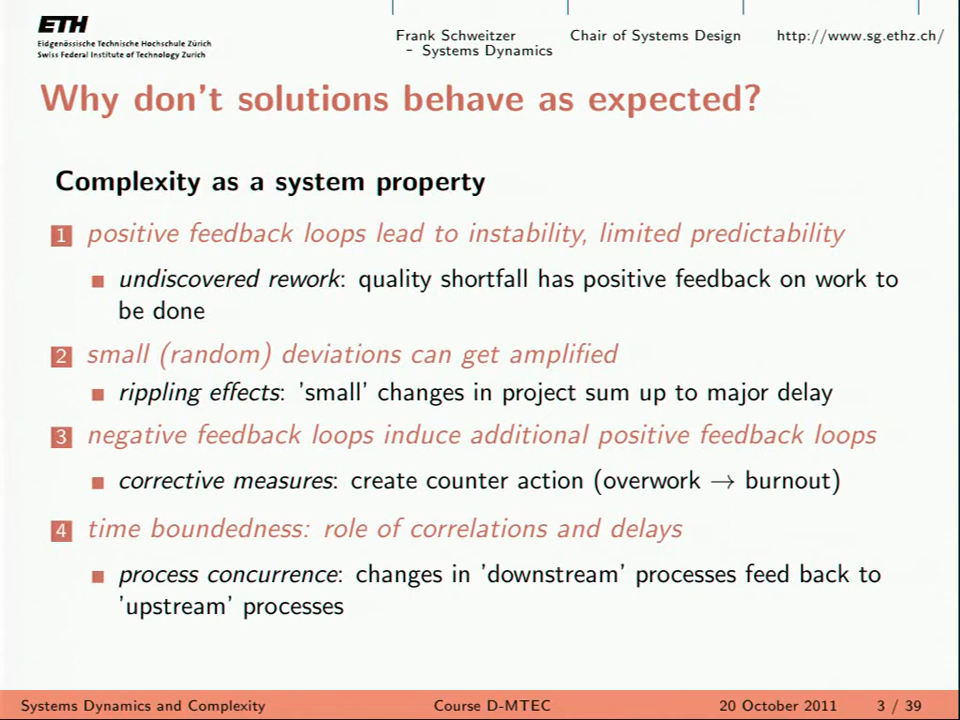 ETH
Eidgenössische Technische Hochschule Zürich
Swiss Federal Institute of Technology Zurich
Frank Schweitzer
– Systems Dynamics
Chair of Systems Design
http://www.sg.ethz.ch/
Why don't solutions behave as expected?
Complexity as a system property
1 positive feedback loops lead to instability, limited predictability
undiscovered rework: quality shortfall has positive feedback on work to
be done
2 small (random) deviations can get amplified
rippling effects: 'small' changes in project sum up to major delay
3 negative feedback loops induce additional positive feedback loops
corrective measures: create counter action (overwork → burnout)
4 time boundedness: role of correlations and delays
process concurrence: changes in 'downstream' processes feed back to
'upstream' processes
Systems Dynamics and Complexity
Course D-MTEC
20 October 2011
3 / 39